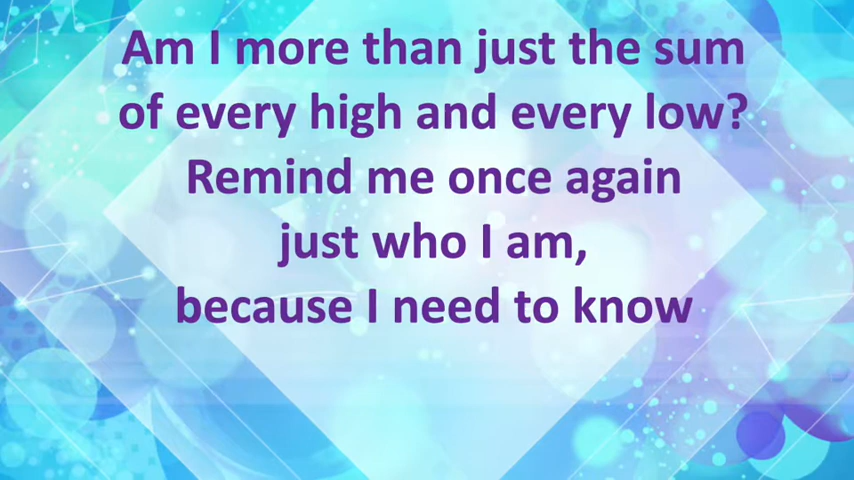 Am I more than just the sum
of every high and every low?
Remind me once again
just who I am,
because I need to know